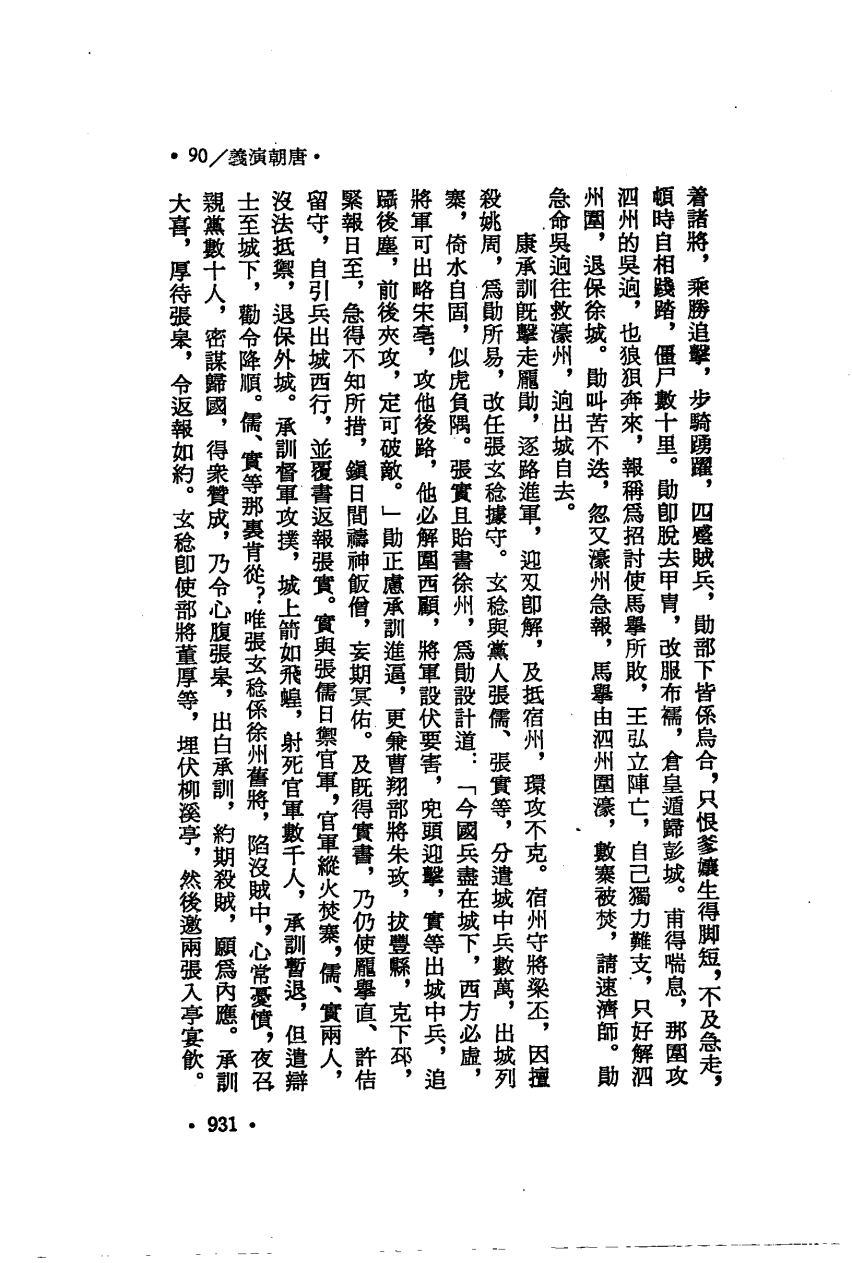 •唐朝演義／90•
着諸將，乘勝追擊，步騎踴躍，四蹙賊兵，勛部下皆係烏合，只恨爹孃生得脚短，不及急走，
頓時自相踐踏，僵尸數十里。勛卽脫去甲冑，改服布襦，倉皇遁歸彭城。甫得喘息，那圍攻
泗州的吳逈，也狼狽奔來，報稱爲招討使馬舉所敗，王弘立陣亡，自己獨力難支，只好解泗
州圍，退保徐城。勛叫苦不迭，忽又濠州急報，馬舉由泗州圍濠，數寨被焚，請速濟師。勛
急命吳逈往救濠州，逈出城自去。
康承訓旣擊走龎勛，逐路進軍，迎刄卽解，及抵宿州，環攻不克。宿州守將梁丕，因擅
殺姚周，爲勛所易，改任張玄稔據守。玄稔與黨人張儒、張實等，分遣城中兵數萬，出城列
寨，倚水自固，似虎負隅。張實且貽書徐州，爲勛設計道：「今國兵盡在城下，西方必虛，
將軍可出略宋亳，攻他後路，他必解圍西顧，將軍設伏要害，兜頭迎擊，實等出城中兵，追
躡後塵，前後夾攻，定可破敵。」勛正慮承訓進逼，更兼曹翔部將朱玫，拔豐縣，克下邳，
緊報日至，急得不知所措，鎭日間禱神飯僧，妄期冥佑。及旣得實書，乃仍使龎舉直、許佶
留守，自引兵出城西行，並覆書返報張實。實與張儒日禦官軍，官軍縱火焚寨，儒、實兩人，
沒法抵禦，退保外城。承訓督軍攻撲，城上箭如飛蝗，射死官軍數千人，承訓暫退，但遣辯
士至城下，勸令降順。儒、實等那裏肯從？唯張玄稔係徐州舊將，陷沒賊中，心常憂憤，夜召
親黨數十人，密謀歸國，得衆贊成，乃令心腹張臯，出白承訓，約期殺賊，願爲內應。承訓
大喜，厚待張臯，令返報如約。玄稔卽使部將董厚等，埋伏柳溪亭，然後邀兩張入亭宴飲。
•931•